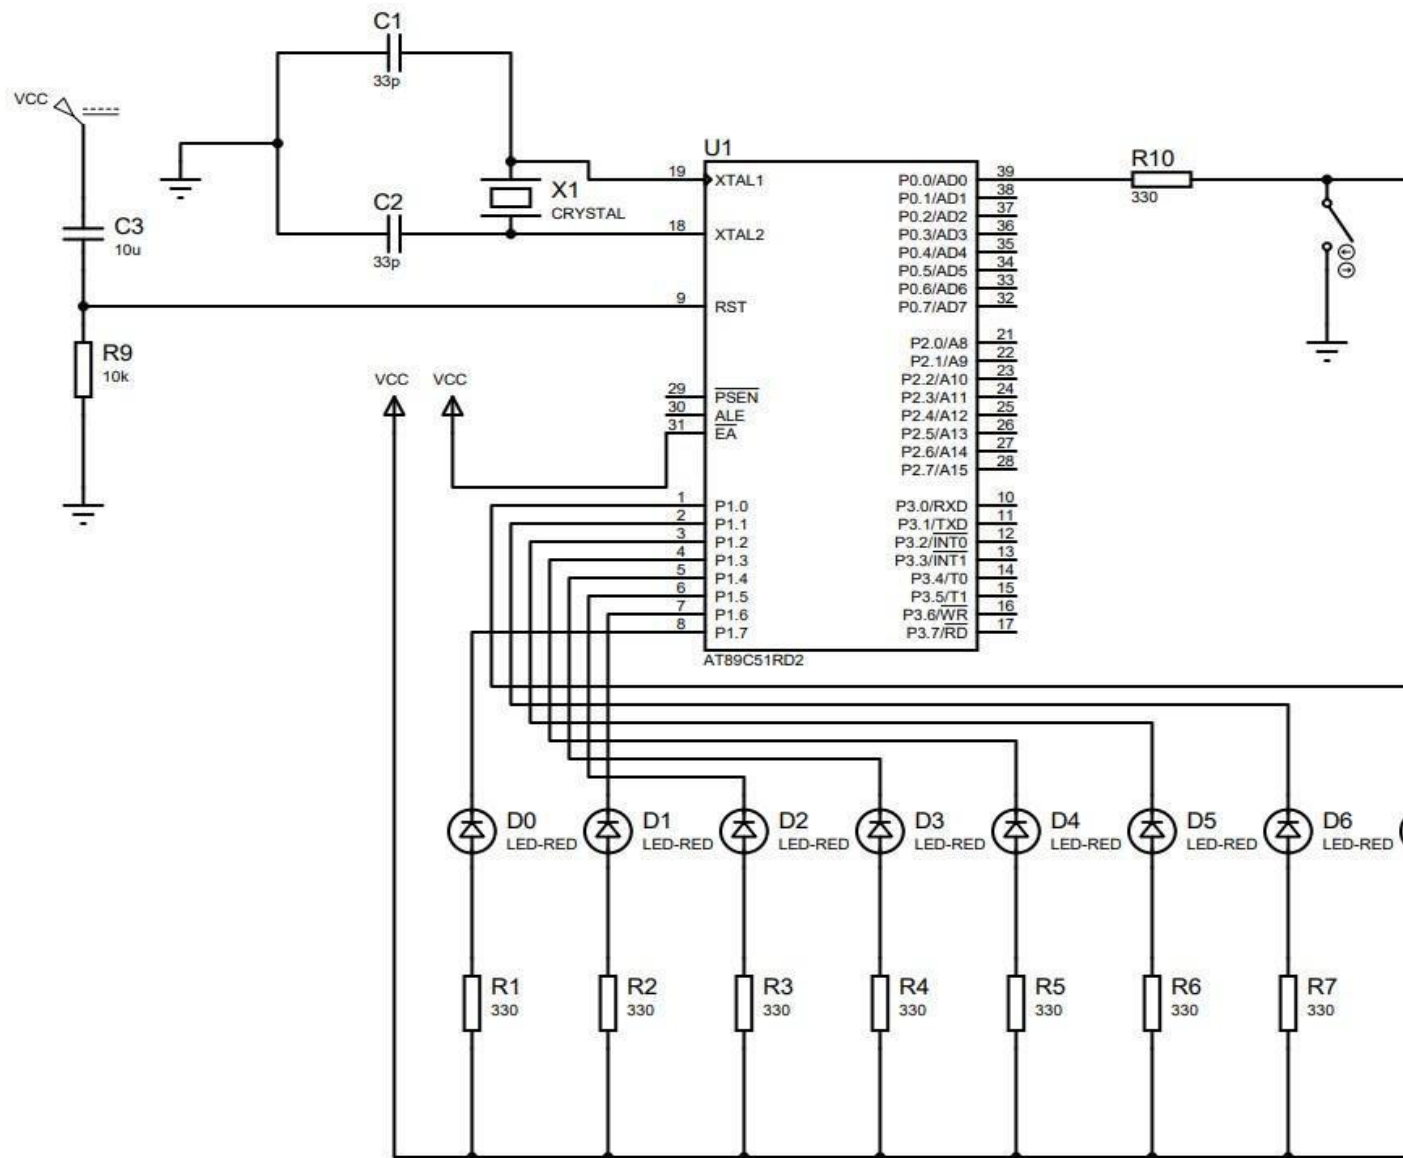 C1
33p
VCC
C2
33p
X1
CRYSTAL
C3
10u
R9
10k
VCC
VCC
U1
19
XTAL1
18
XTAL2
9
RST
29
PSEN
30
ALE
31
EA
1
P1.0
2
P1.1
3
P1.2
4
P1.3
5
P1.4
6
P1.5
7
P1.6
8
P1.7
P0.0/AD0
39
P0.1/AD1
38
P0.2/AD2
37
P0.3/AD3
36
P0.4/AD4
35
P0.5/AD5
34
P0.6/AD6
33
P0.7/AD7
32
P2.0/A8
21
P2.1/A9
22
P2.2/A10
23
P2.3/A11
24
P2.4/A12
25
P2.5/A13
26
P2.6/A14
27
P2.7/A15
28
P3.0/RXD
10
P3.1/TXD
11
P3.2/INT0
12
P3.3/INT1
13
P3.4/T0
14
P3.5/T1
15
P3.6/WR
16
P3.7/RD
17
AT89C51RD2
R10
330
D0
LED-RED
D1
LED-RED
D2
LED-RED
D3
LED-RED
D4
LED-RED
D5
LED-RED
D6
LED-RED
R1
330
R2
330
R3
330
R4
330
R5
330
R6
330
R7
330